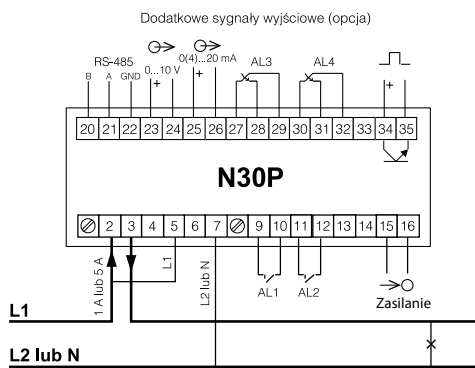 Dodatkowe sygnały wyjściowe (opcja)
RS-485 0...10 V 0(4)...20 mA AL3 AL4
B A GND + + +
20 21 22 23 24 25 26 27 28 29 30 31 32 33 34 35
N30P
2 3 4 5 6 7 9 10 11 12 13 14 15 16
1 A lub 5 A L1 L2 lub N AL1 AL2 Zasilanie
L1
L2 lub N